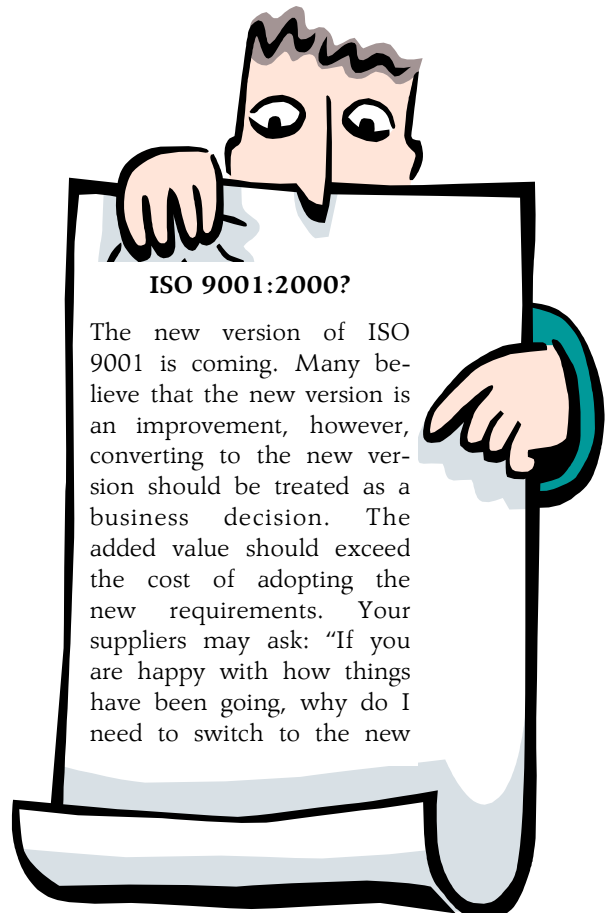 ISO 9001:2000?
The new version of ISO
9001 is coming. Many be-
lieve that the new version is
an improvement, however,
converting to the new ver-
sion should be treated as a
business decision. The
added value should exceed
the cost of adopting the
new requirements. Your
suppliers may ask: “If you
are happy with how things
have been going, why do I
need to switch to the new